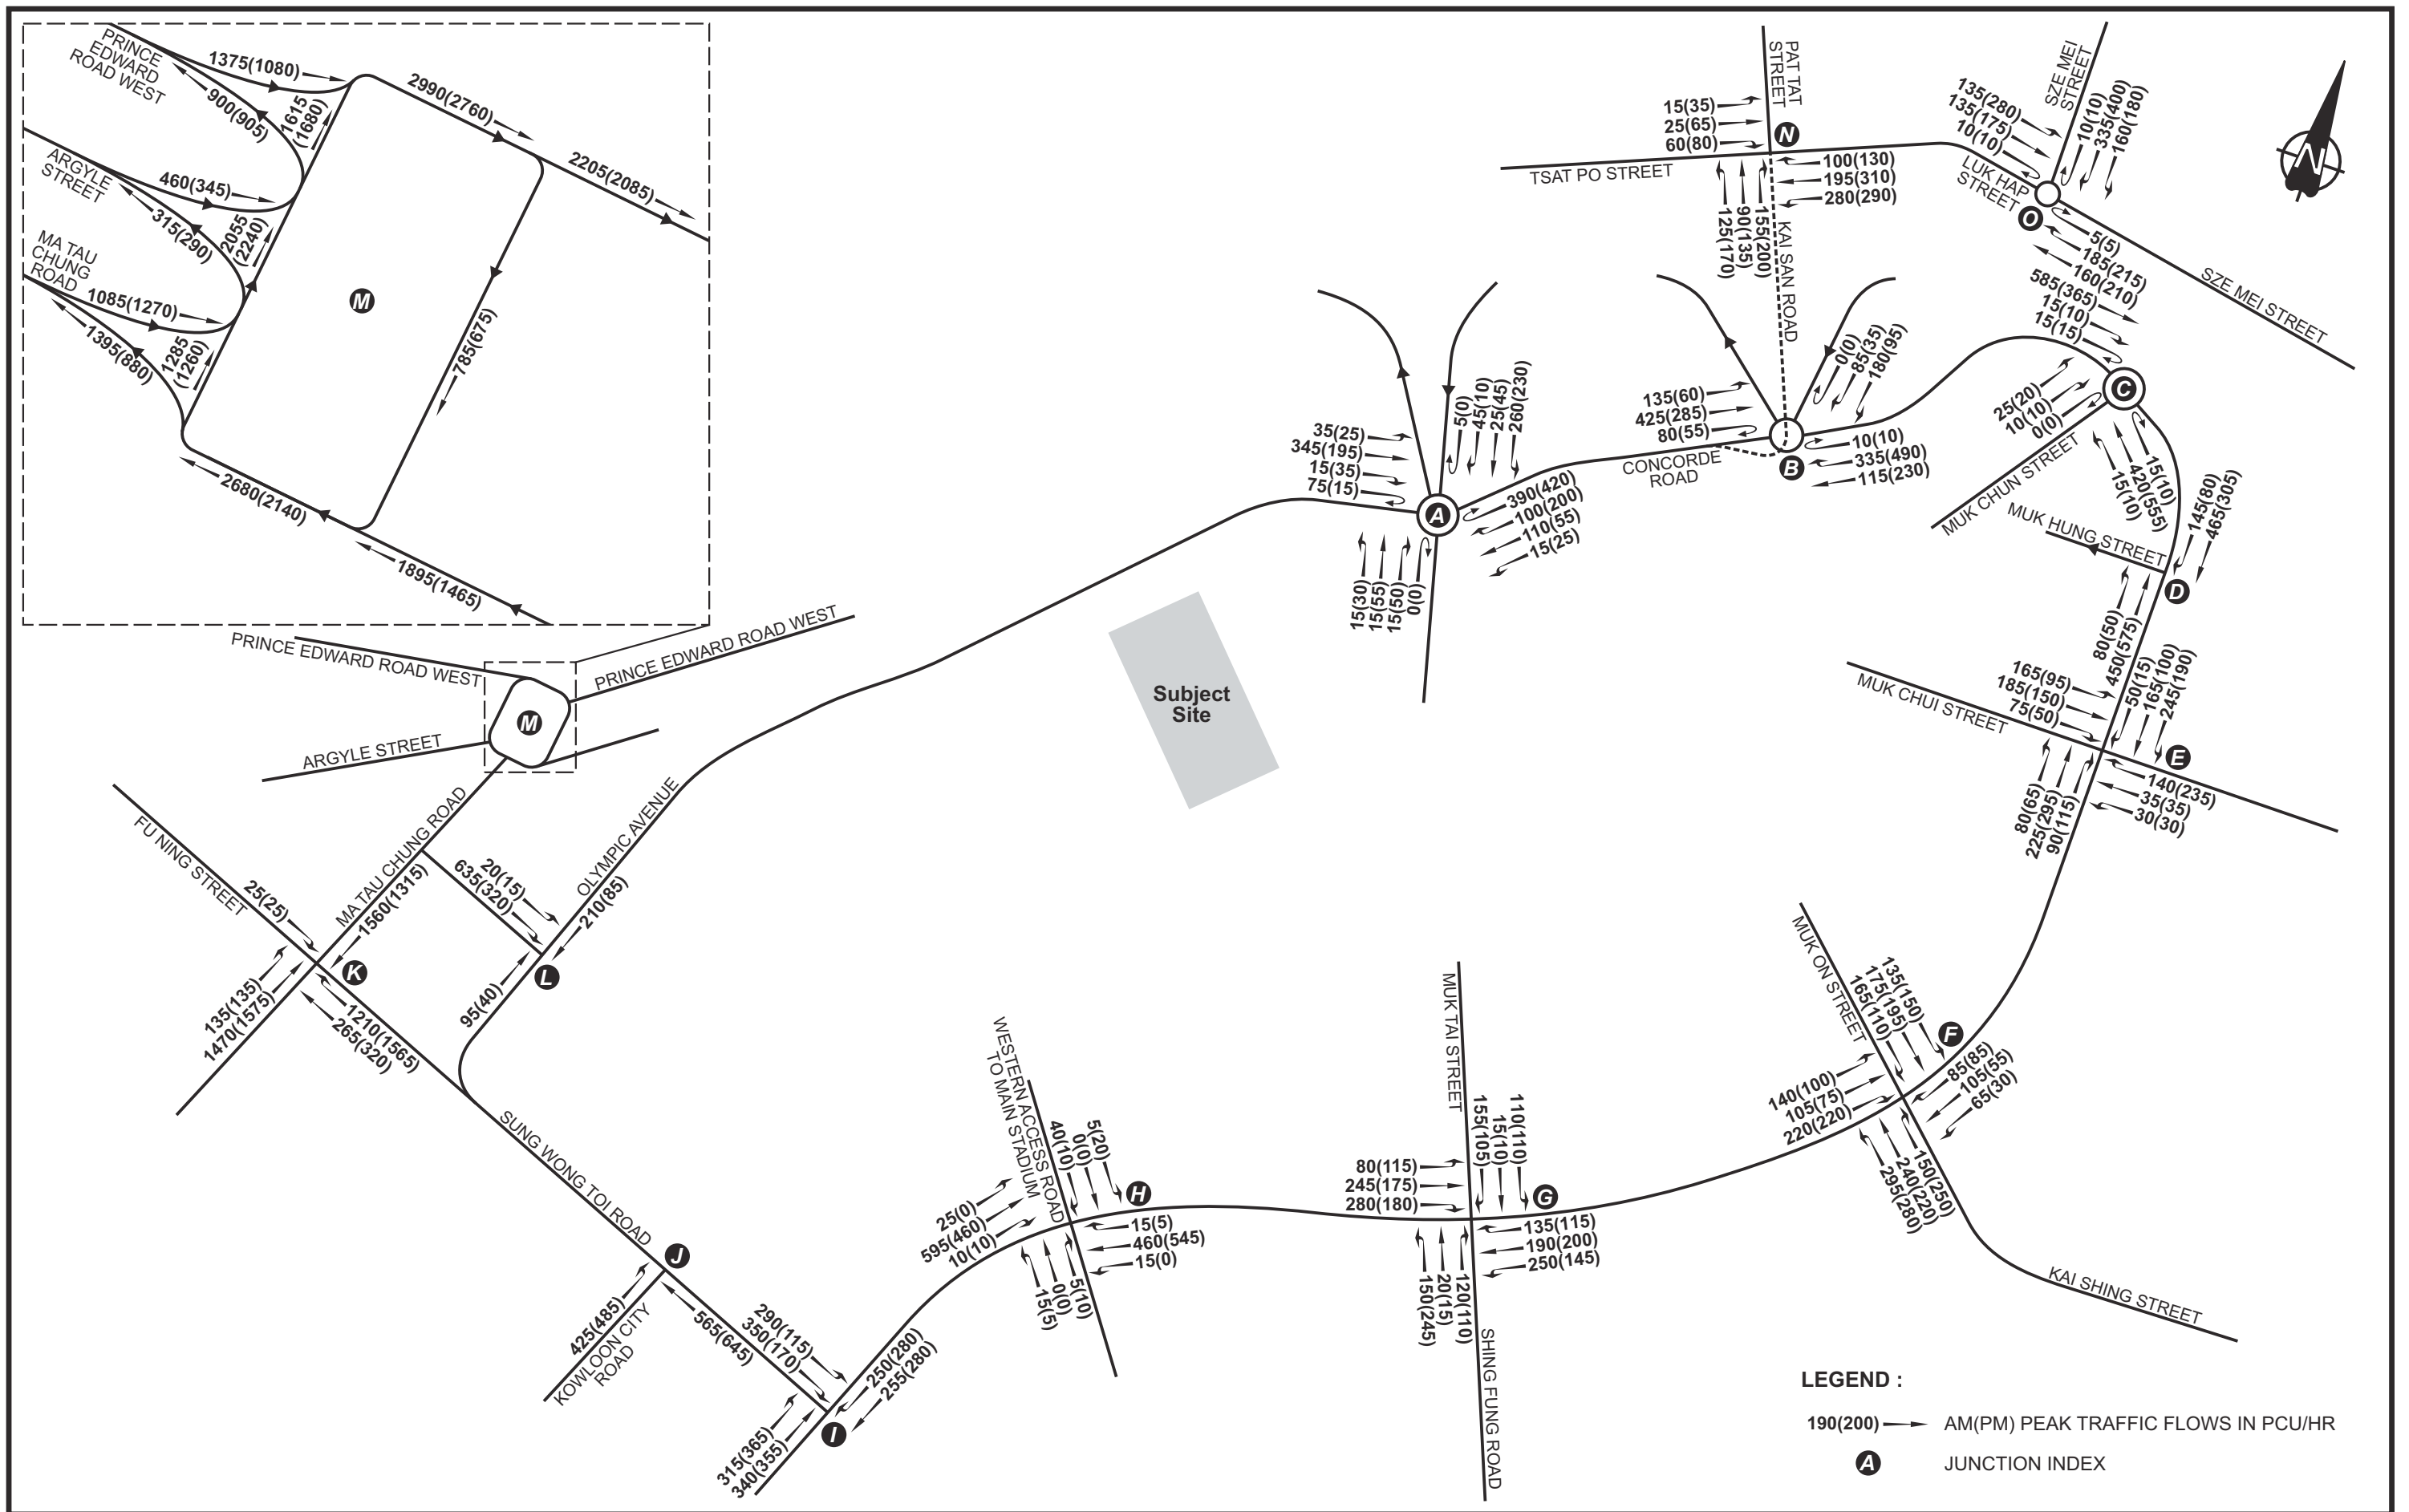 PRINCE
EDWARD
ROAD WEST
1375(1080)
900(905)
1615
(1680)
2990(2760)
2205(2085)
ARGYLE
STREET
460(345)
315(290)
2055
(2240)
MA TAU
CHUNG
ROAD
1085(1270)
1395(880)
1285
(1260)
M
785(675)
2680(2140)
1895(1465)
PRINCE EDWARD ROAD WEST
PRINCE EDWARD ROAD WEST
M
ARGYLE STREET
MA TAU CHUNG ROAD
FU NING STREET
25(25)
1560(1315)
K
135(135)
1470(1575)
1210(1565)
265(320)
20(15)
635(320)
OLYMPIC AVENUE
210(85)
L
95(40)
SUNG WONG TOI ROAD
J
425(485)
KOWLOON CITY
ROAD
565(645)
290(115)
350(170)
250(280)
255(280)
I
315(365)
340(355)
WESTERN ACCESS ROAD
TO MAIN STADIUM
40(10)
0(0)
5(20)
H
25(0)
595(460)
10(10)
15(5)
460(545)
15(0)
15(5)
0(0)
5(10)
MUK TAI STREET
155(105)
15(10)
110(110)
G
80(115)
245(175)
280(180)
135(115)
190(200)
250(145)
150(245)
20(15)
120(110)
SHING FUNG ROAD
MUK ON STREET
135(150)
175(195)
165(110)
F
140(100)
105(75)
220(220)
85(85)
105(55)
65(30)
150(250)
240(220)
295(280)
KAI SHING STREET
MUK CHUI STREET
165(95)
185(150)
75(50)
50(15)
165(100)
245(190)
E
140(235)
35(35)
30(30)
80(65)
225(295)
90(115)
MUK HUNG STREET
145(80)
465(305)
D
80(50)
450(575)
MUK CHUN STREET
585(365)
15(10)
15(15)
C
25(20)
10(10)
0(0)
15(10)
420(555)
15(10)
PAT TAT
STREET
N
15(35)
25(65)
60(80)
TSAT PO STREET
100(130)
195(310)
280(290)
125(170)
90(135)
155(200)
KAI SAN ROAD
SZE MEI
STREET
135(280)
135(175)
10(10)
10(10)
335(400)
160(180)
LUK HAP
STREET
O
5(5)
185(215)
160(210)
SZE MEI STREET
0(0)
85(35)
180(95)
135(60)
425(285)
80(55)
CONCORDE
ROAD
B
10(10)
335(490)
115(230)
35(25)
345(195)
15(35)
75(15)
A
5(0)
45(10)
25(45)
260(230)
390(420)
100(200)
110(55)
15(25)
15(30)
15(55)
15(50)
0(0)
Subject
Site
N
LEGEND :
190(200) AM(PM) PEAK TRAFFIC FLOWS IN PCU/HR
A JUNCTION INDEX